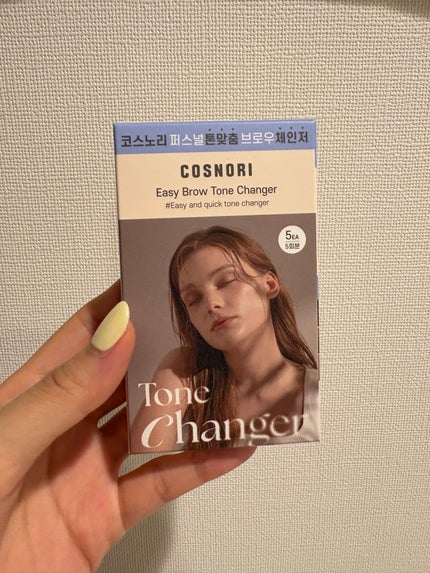 코스노리 퍼스널톤맞춤 브로우체인저
COSNORI
Easy Brow Tone Changer
#Easy and quick tone changer
5EA
5회분
Tone
Changer